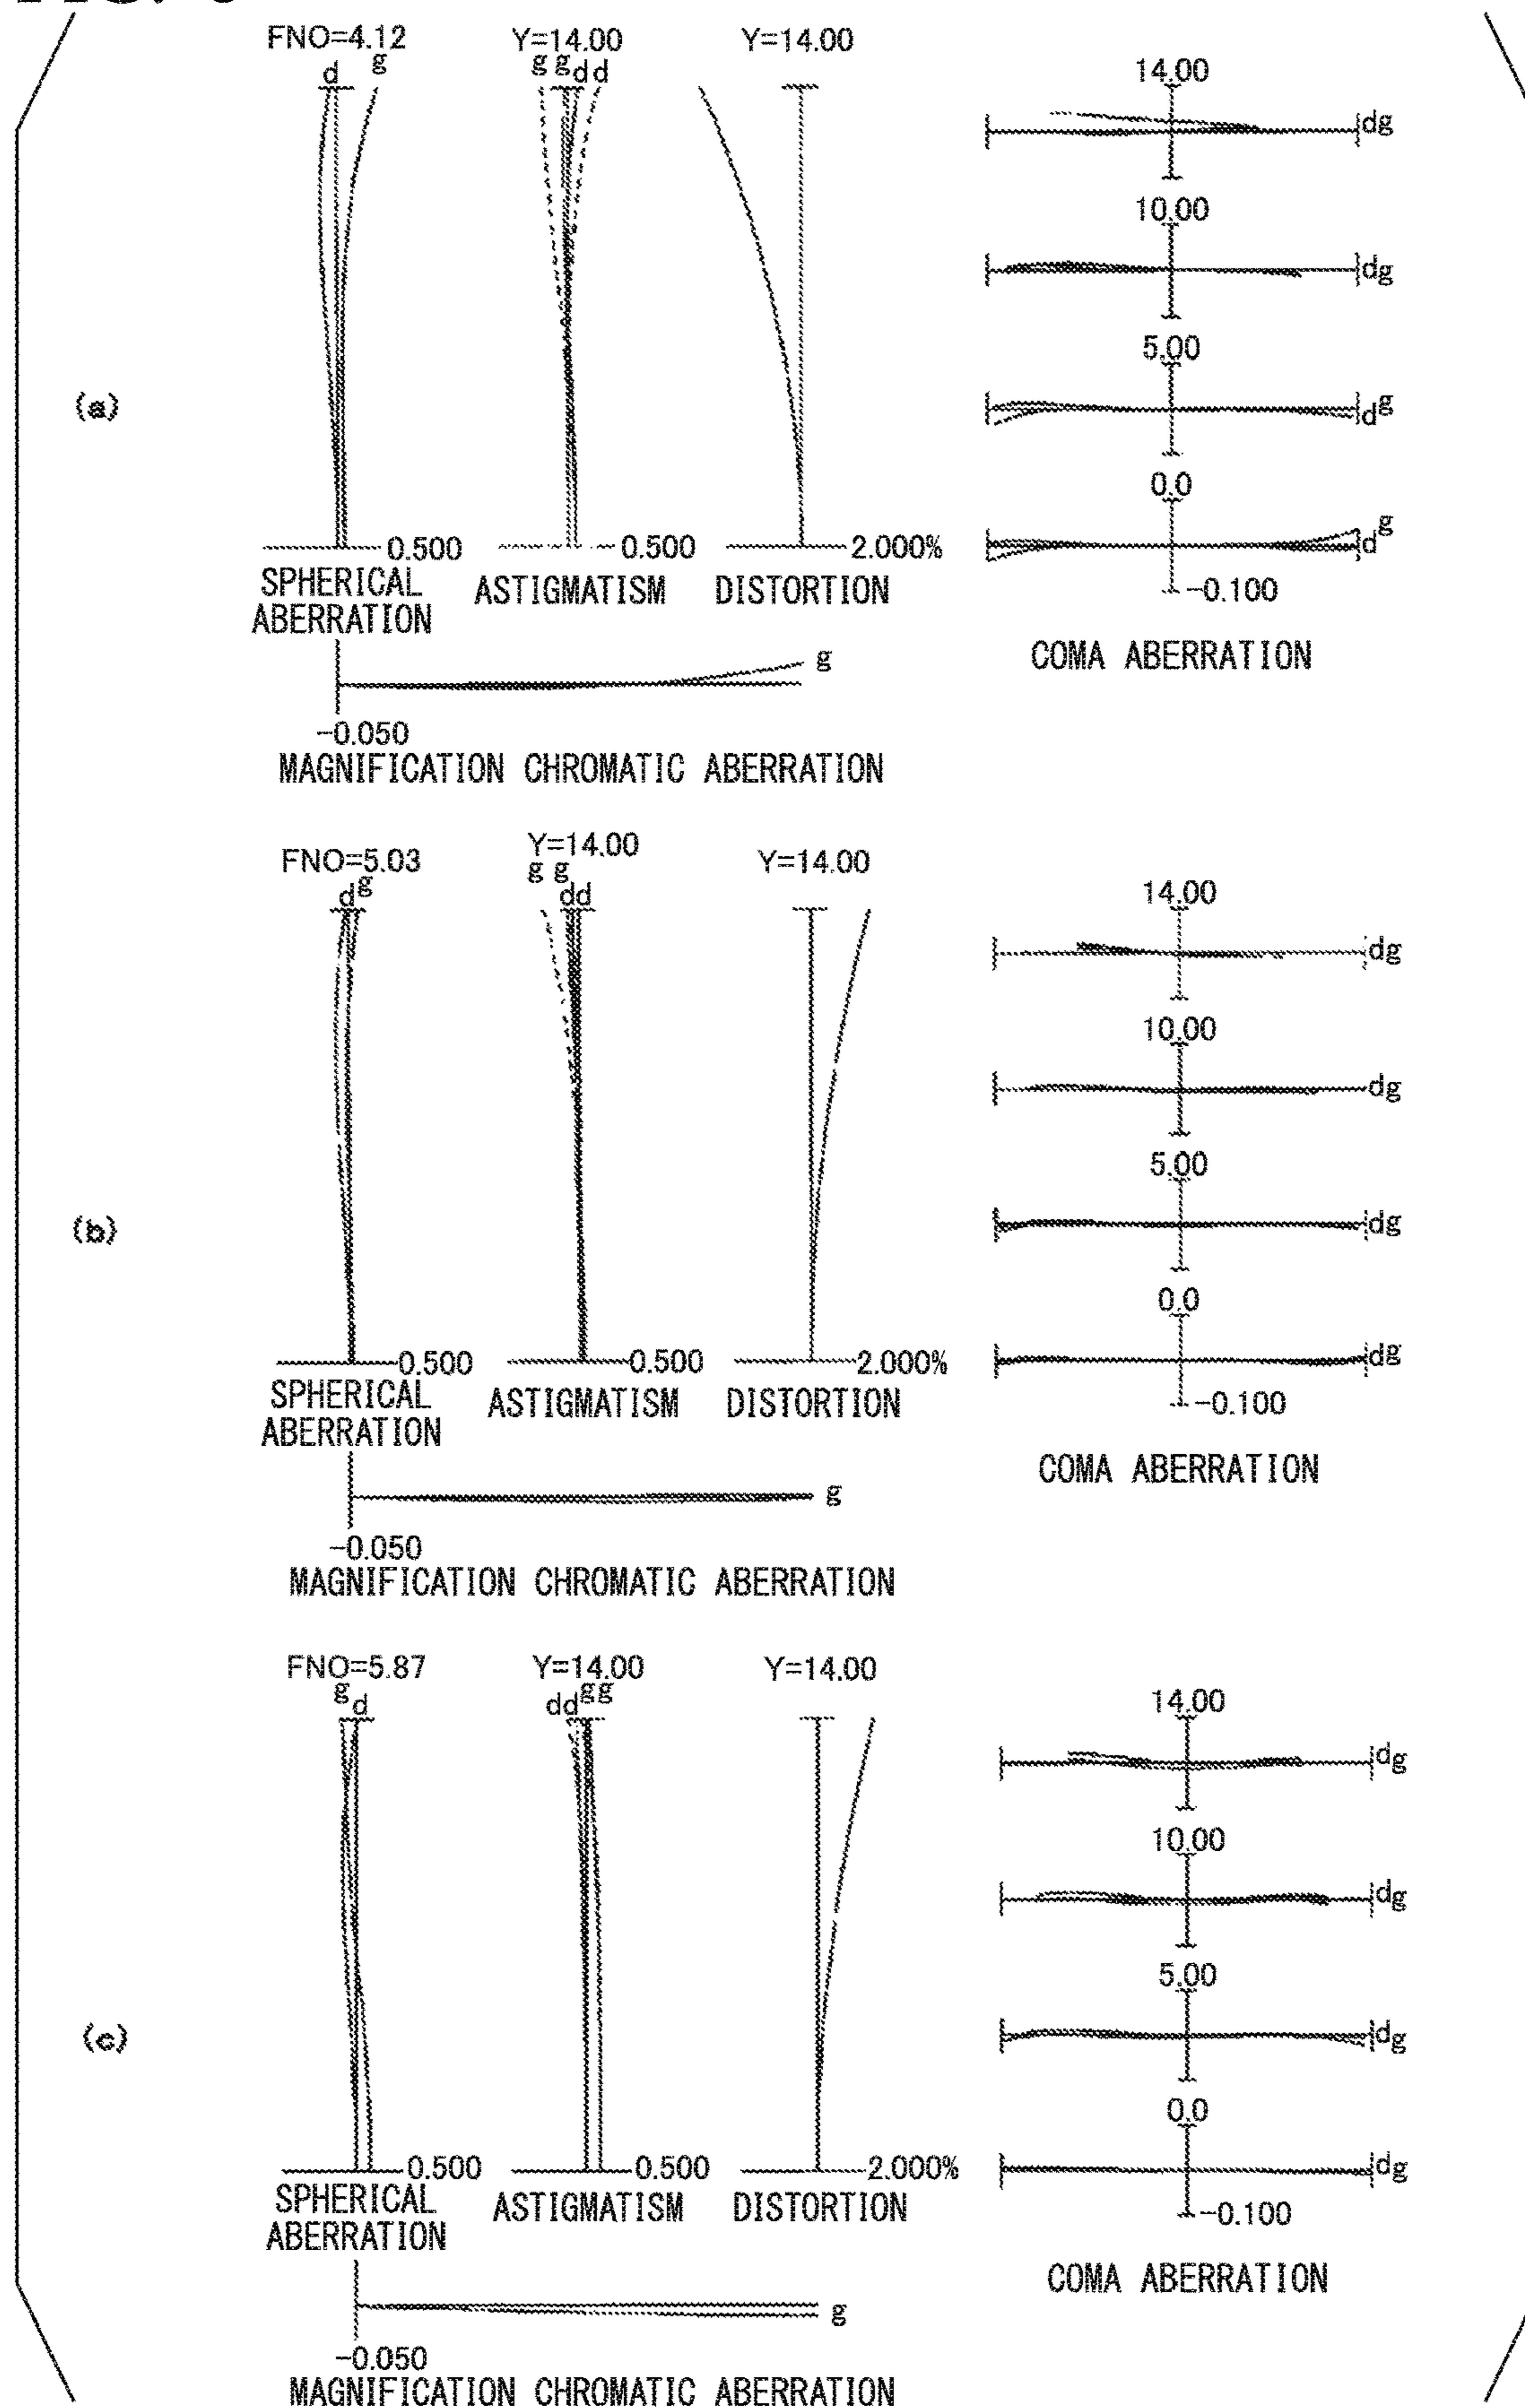 FNO=4.12
g
d
Y=14.00
g g d d
Y=14.00
(a)
0.500
SPHERICAL
ABERRATION
0.500
ASTIGMATISM
2.000%
DISTORTION
14.00
dg
10.00
dg
5.00
dg
0.0
dg
-0.100
COMA ABERRATION
g
-0.050
MAGNIFICATION CHROMATIC ABERRATION
FNO=5.03
dg
Y=14.00
g g
dd
Y=14.00
(b)
0.500
SPHERICAL
ABERRATION
0.500
ASTIGMATISM
2.000%
DISTORTION
14.00
dg
10.00
dg
5.00
dg
0.0
dg
-0.100
COMA ABERRATION
g
-0.050
MAGNIFICATION CHROMATIC ABERRATION
FNO=5.87
g
d
Y=14.00
ddgg
Y=14.00
(c)
0.500
SPHERICAL
ABERRATION
0.500
ASTIGMATISM
2.000%
DISTORTION
14.00
dg
10.00
dg
5.00
dg
0.0
dg
-0.100
COMA ABERRATION
g
-0.050
MAGNIFICATION CHROMATIC ABERRATION